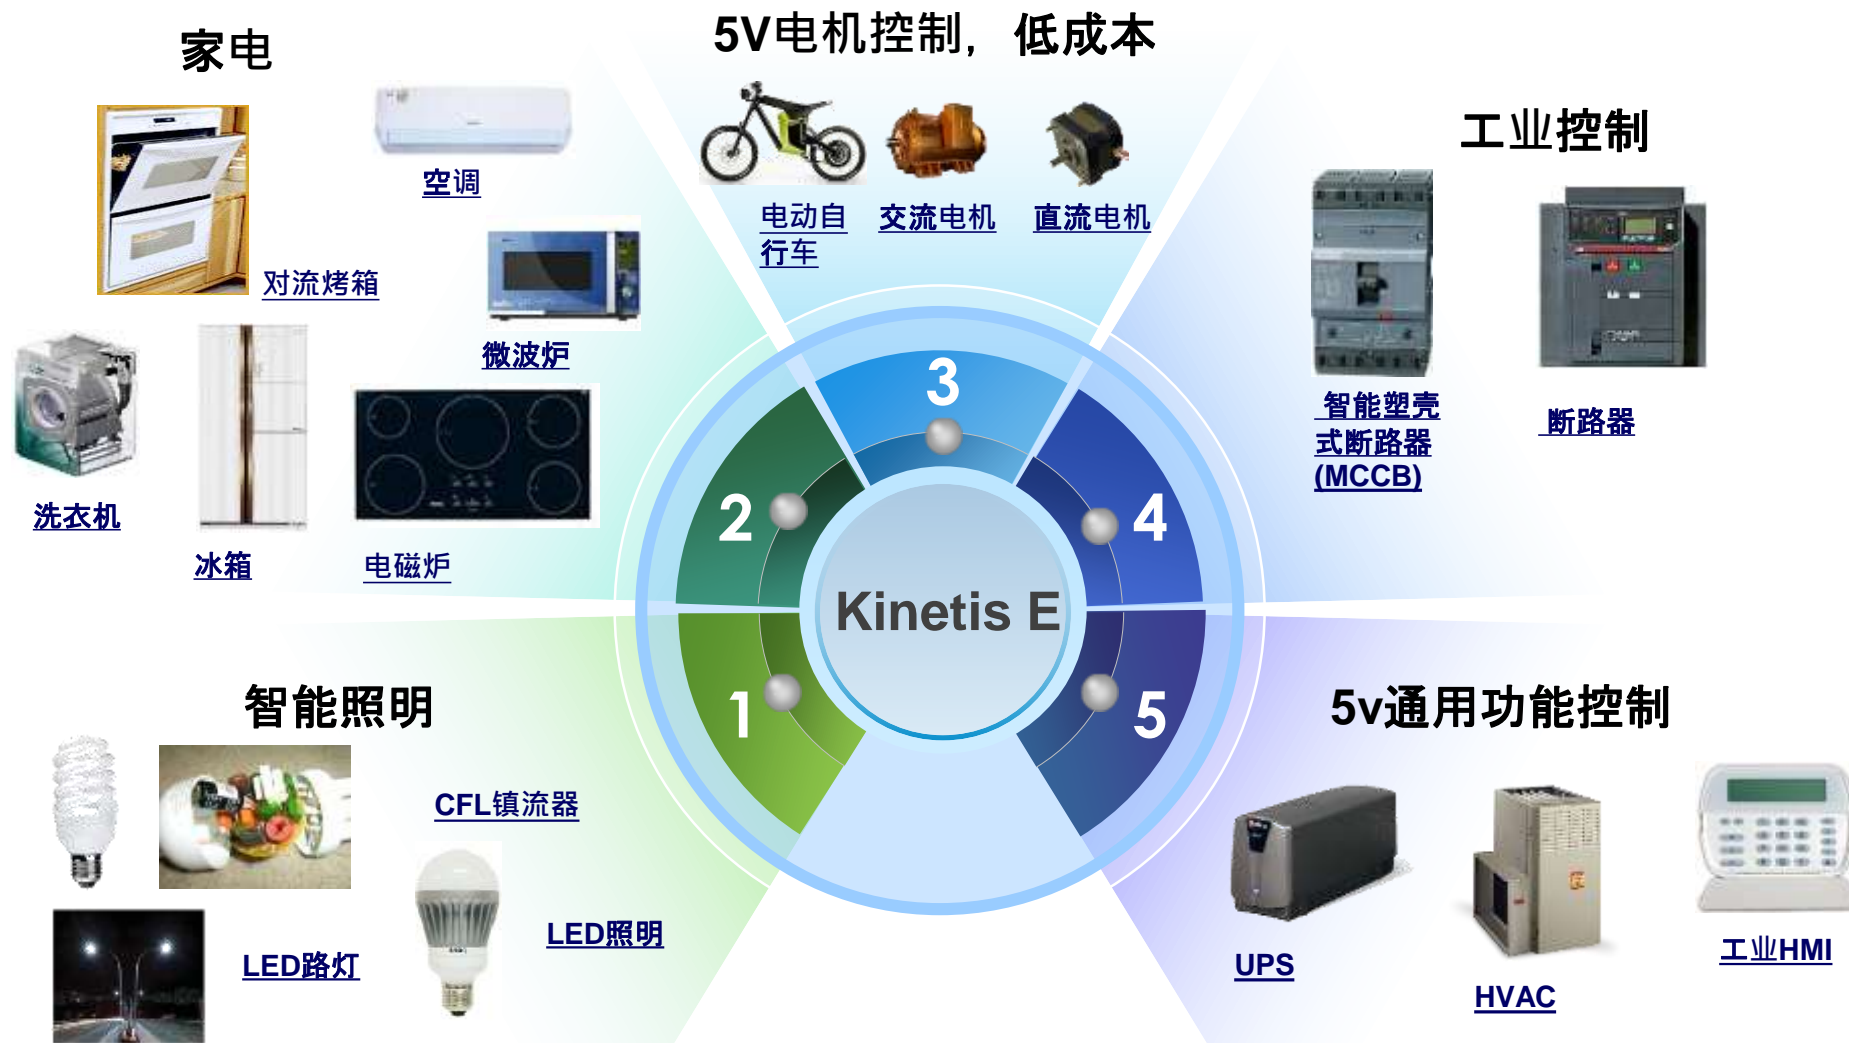 家电
空调
对流烤箱
微波炉
洗衣机
冰箱
电磁炉
5V电机控制，低成本
电动自
行车
交流电机
直流电机
工业控制
智能塑壳
式断路器
(MCCB)
断路器
3
2
4
Kinetis E
1
5
智能照明
CFL镇流器
LED路灯
LED照明
5v通用功能控制
UPS
HVAC
工业HMI